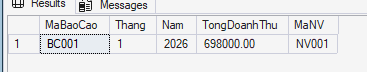 Results Messages
MaBaoCao Thang Nam TongDoanhThu MaNV
1 BC001 1 2026 698000.00 NV001